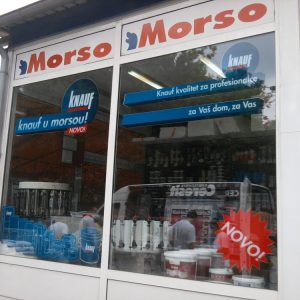 Morso
Morso
KNAUF
knauf u morsou!
NOVO!
Knauf kvalitet za profesionalce
za Vaš dom, za Vas
Ceresit
NOVO!
KNAUF